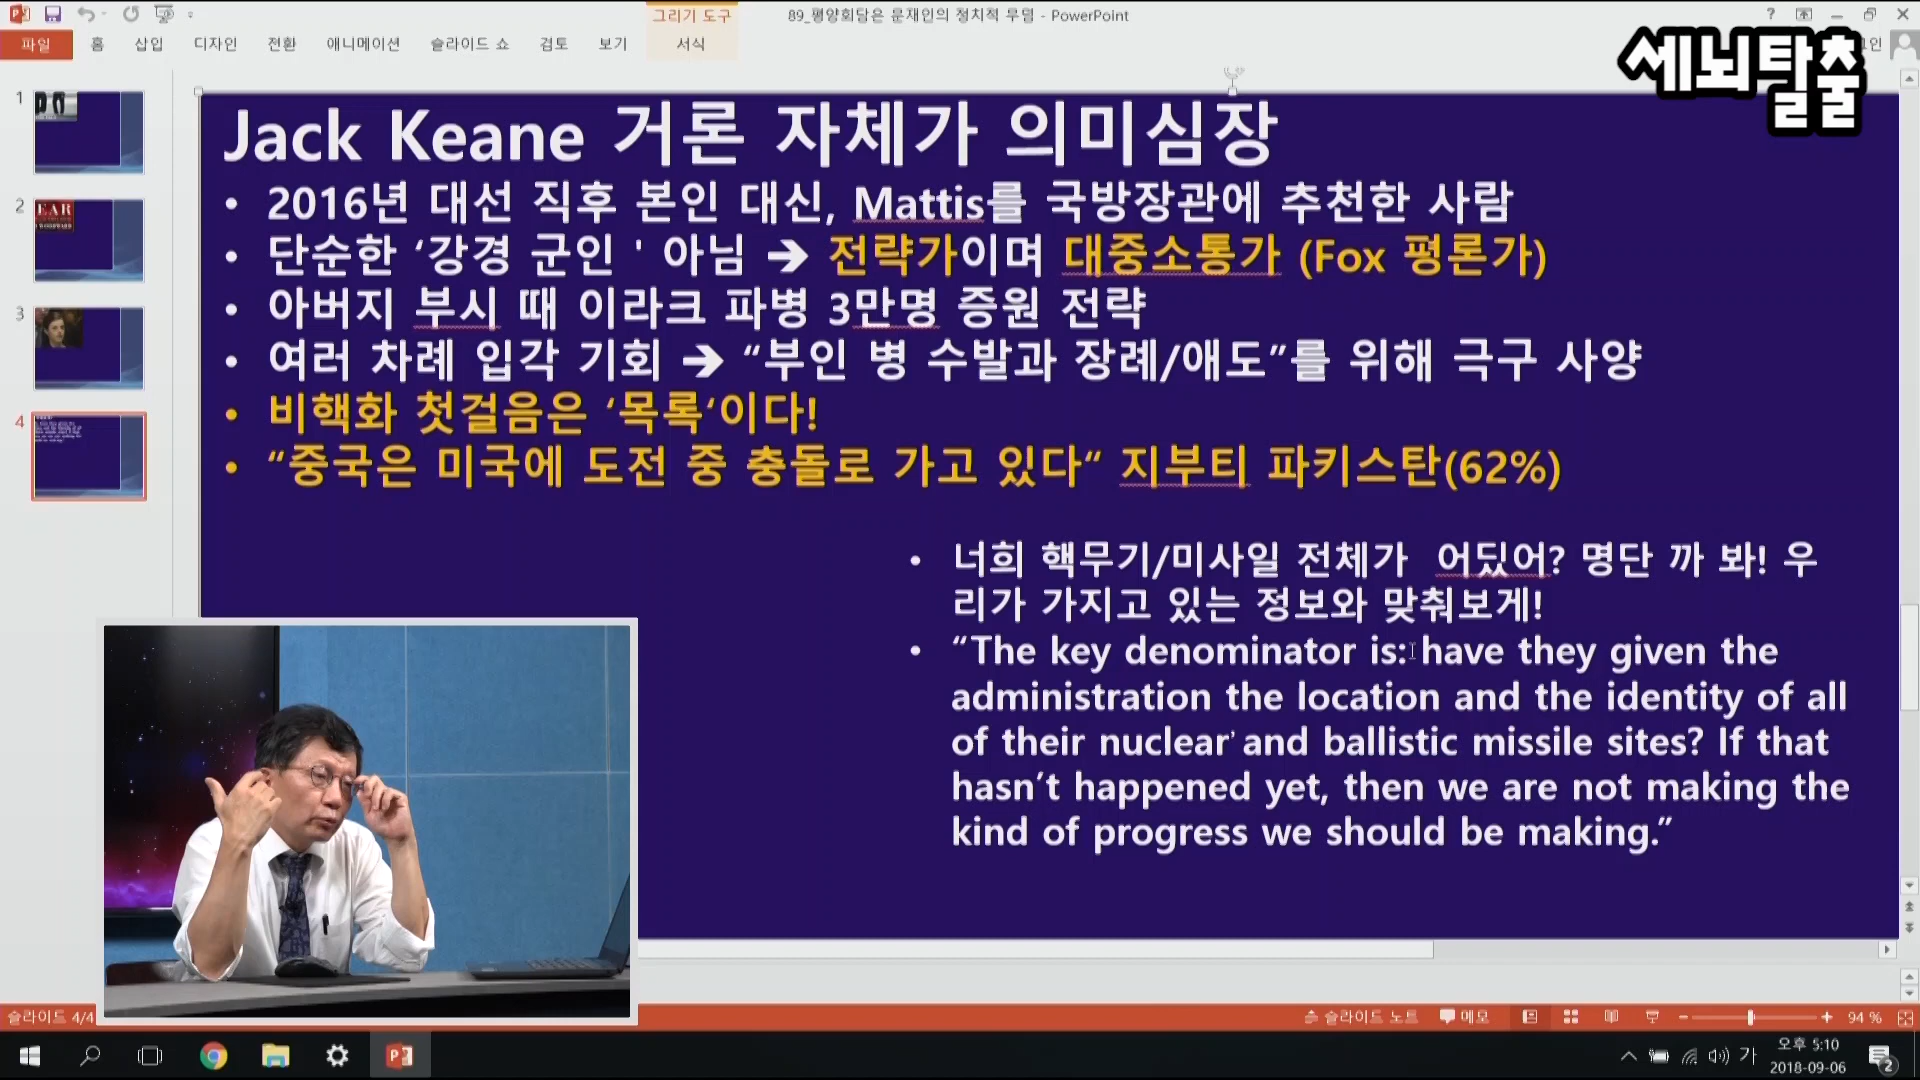 89_평양회담은 문재인의 정치적 무덤 - PowerPoint
그리기 도구
파일 홈 삽입 디자인 전환 애니메이션 슬라이드 쇼 검토 보기 서식
세뇌탈출
1
2
3
4
EAR
Jack Keane 거론 자체가 의미심장
• 2016년 대선 직후 본인 대신, Mattis를 국방장관에 추천한 사람
• 단순한 ‘강경 군인 ' 아님 ➔ 전략가이며 대중소통가 (Fox 평론가)
• 아버지 부시 때 이라크 파병 3만명 증원 전략
• 여러 차례 입각 기회 ➔ “부인 병 수발과 장례/애도”를 위해 극구 사양
• 비핵화 첫걸음은 ‘목록‘이다!
• “중국은 미국에 도전 중 충돌로 가고 있다“ 지부티 파키스탄(62%)
• 너희 핵무기/미사일 전체가 어딨어? 명단 까 봐! 우
리가 가지고 있는 정보와 맞춰보게!
• “The key denominator is: have they given the
administration the location and the identity of all
of their nuclear and ballistic missile sites? If that
hasn’t happened yet, then we are not making the
kind of progress we should be making.”
슬라이드 4/4
슬라이드 노트 메모 94 %
가
오후 5:10
2018-09-06
2